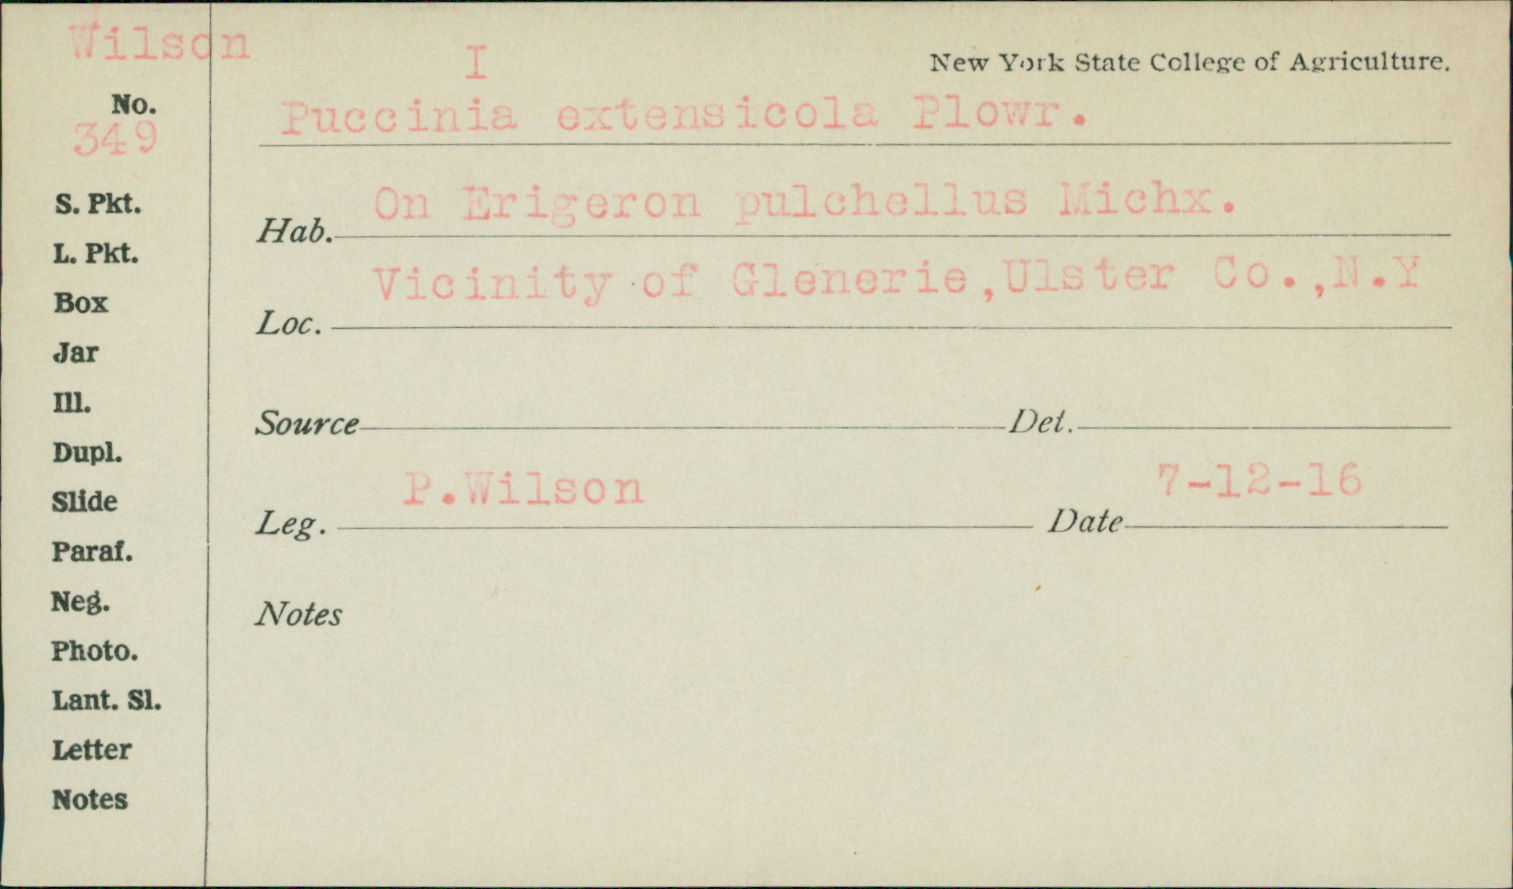 Wilson
I
New York State College of Agriculture.
No.
349
Puccinia extensicola Plowr.
S. Pkt.
L. Pkt.
Box
Jar
Ill.
Dupl.
Slide
Paraf.
Neg.
Photo.
Lant. Sl.
Letter
Notes
Hab. On Erigeron pulchellus Michx.
Loc. Vicinity of Glenerie,Ulster Co.,N.Y
Source Det.
Leg. P.Wilson Date 7-12-16
Notes